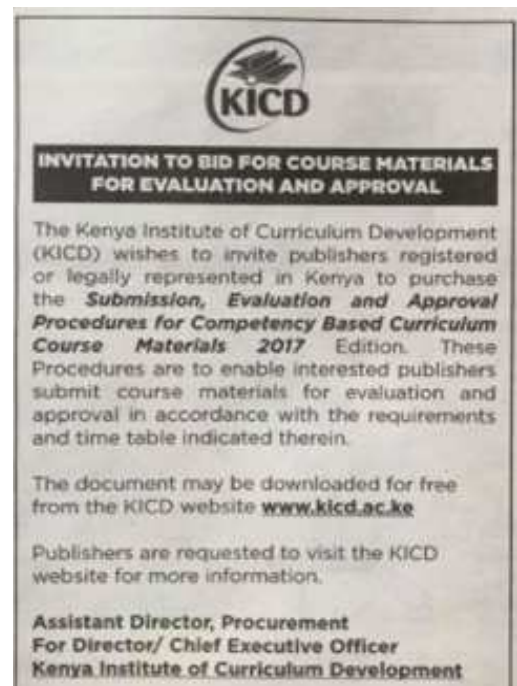 KICD
INVITATION TO BID FOR COURSE MATERIALS
FOR EVALUATION AND APPROVAL
The Kenya Institute of Curriculum Development
(KICD) wishes to invite publishers registered
or legally represented in Kenya to purchase
the Submission, Evaluation and Approval
Procedures for Competency Based Curriculum
Course Materials 2017 Edition. These
Procedures are to enable interested publishers
submit course materials for evaluation and
approval in accordance with the requirements
and time table indicated therein.
The document may be downloaded for free
from the KICD website www.kicd.ac.ke
Publishers are requested to visit the KICD
website for more information.
Assistant Director, Procurement
For Director/ Chief Executive Officer
Kenya Institute of Curriculum Development